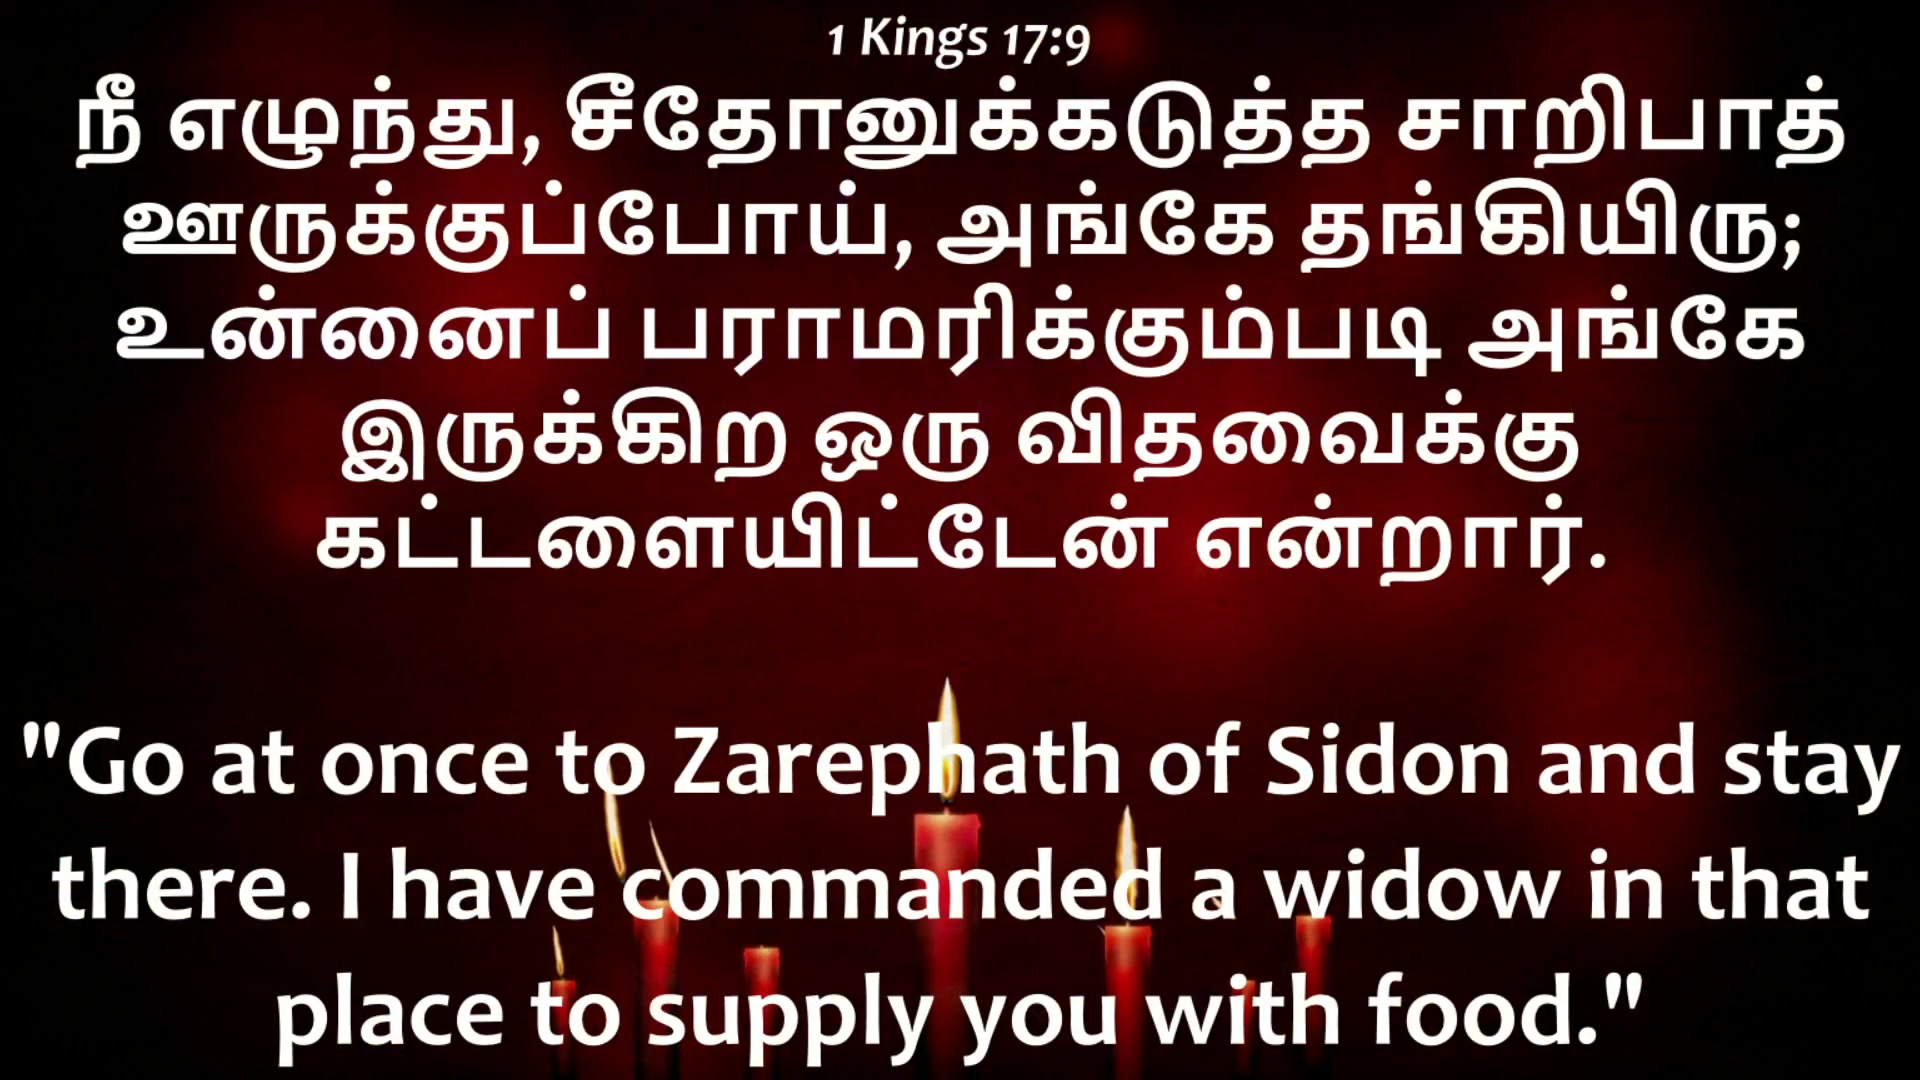 1 Kings 17:9
நீ எழுந்து, சீதோனுக்கடுத்த சாறிபாத்
ஊருக்குப்போய், அங்கே தங்கியிரு;
உன்னைப் பராமரிக்கும்படி அங்கே
இருக்கிற ஒரு விதவைக்கு
கட்டளையிட்டேன் என்றார்.
"Go at once to Zarephath of Sidon and stay
there. I have commanded a widow in that
place to supply you with food."